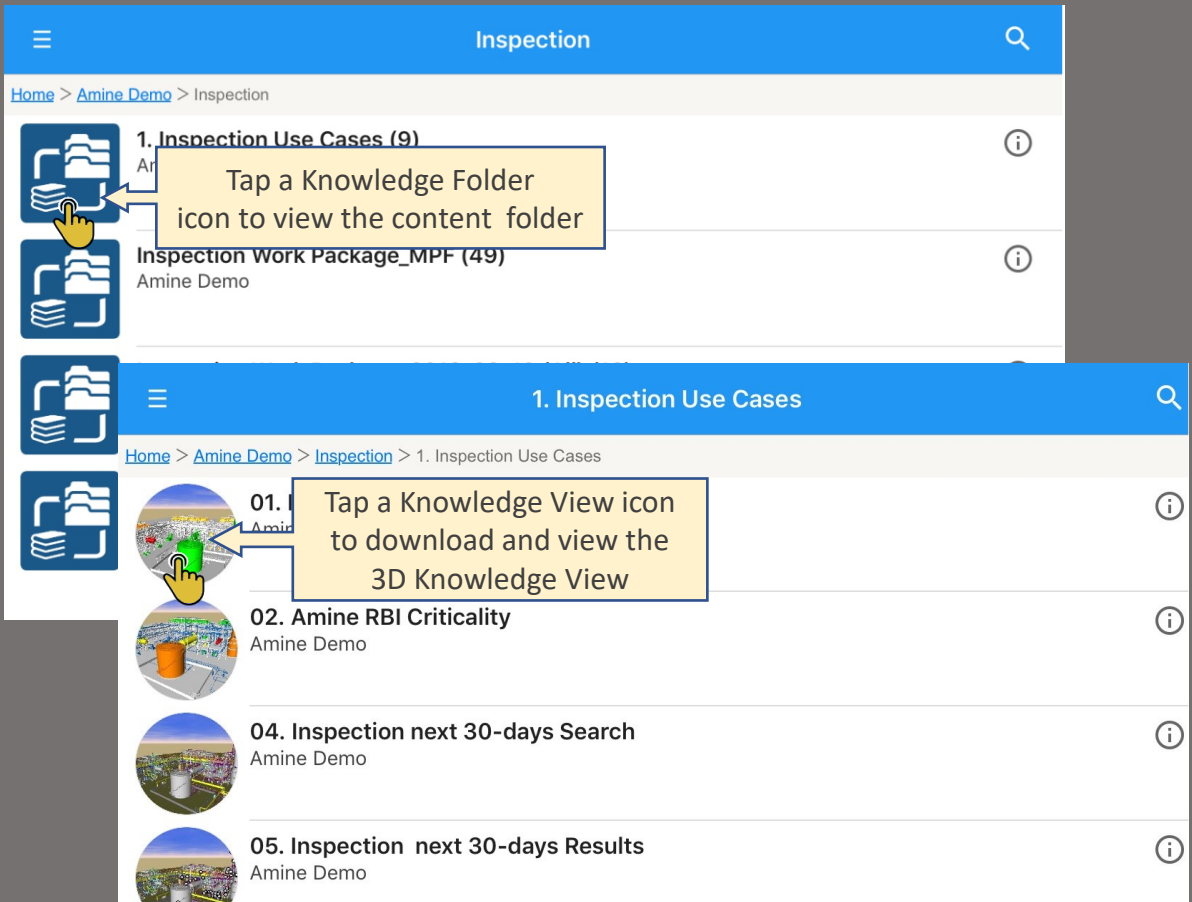 Inspection
Home > Amine Demo > Inspection
1. Inspection Use Cases (9)
Tap a Knowledge Folder
icon to view the content folder
Inspection Work Package_MPF (49)
Amine Demo
1. Inspection Use Cases
Home > Amine Demo > Inspection > 1. Inspection Use Cases
01.
Tap a Knowledge View icon
to download and view the
3D Knowledge View
02. Amine RBI Criticality
Amine Demo
04. Inspection next 30-days Search
Amine Demo
05. Inspection next 30-days Results
Amine Demo